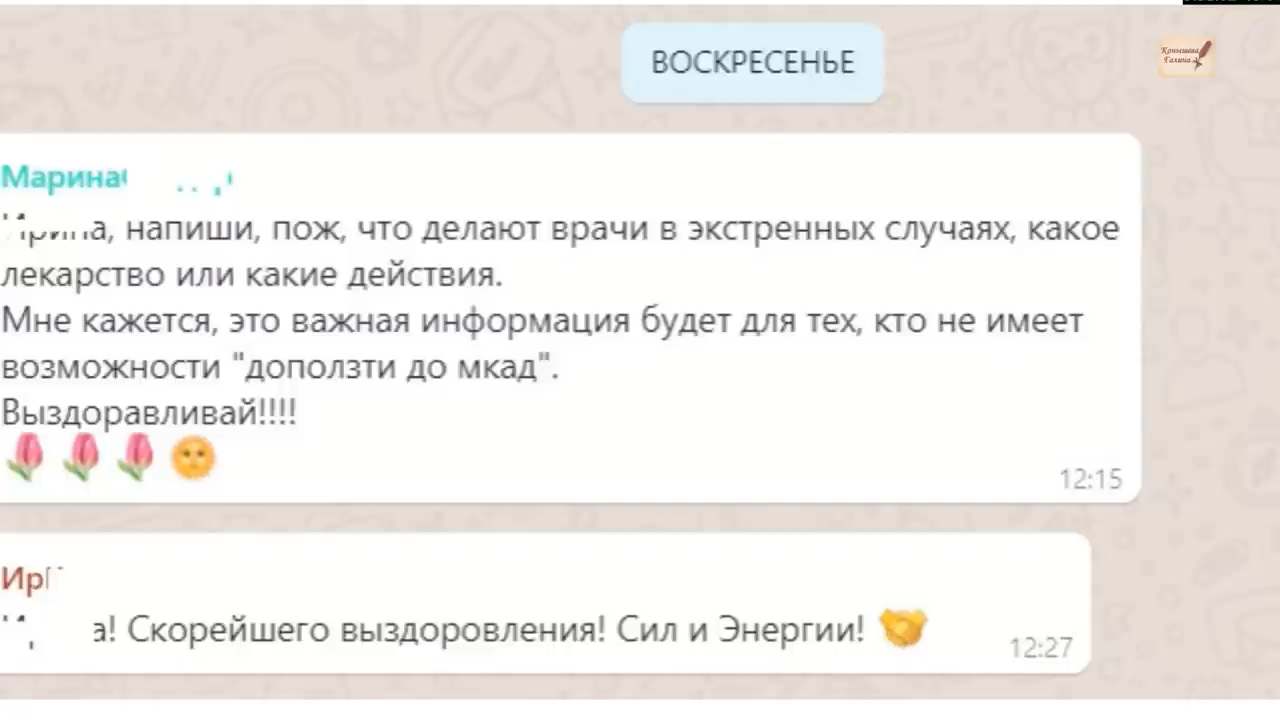 Конышева
Галина
ВОСКРЕСЕНЬЕ
Марина
напиши, пож, что делают врачи в экстренных случаях, какое
лекарство или какие действия.
Мне кажется, это важная информация будет для тех, кто не имеет
возможности "доползти до мкад".
Выздоравливай!!!!
12:15
а! Скорейшего выздоровления! Сил и Энергии!
12:27